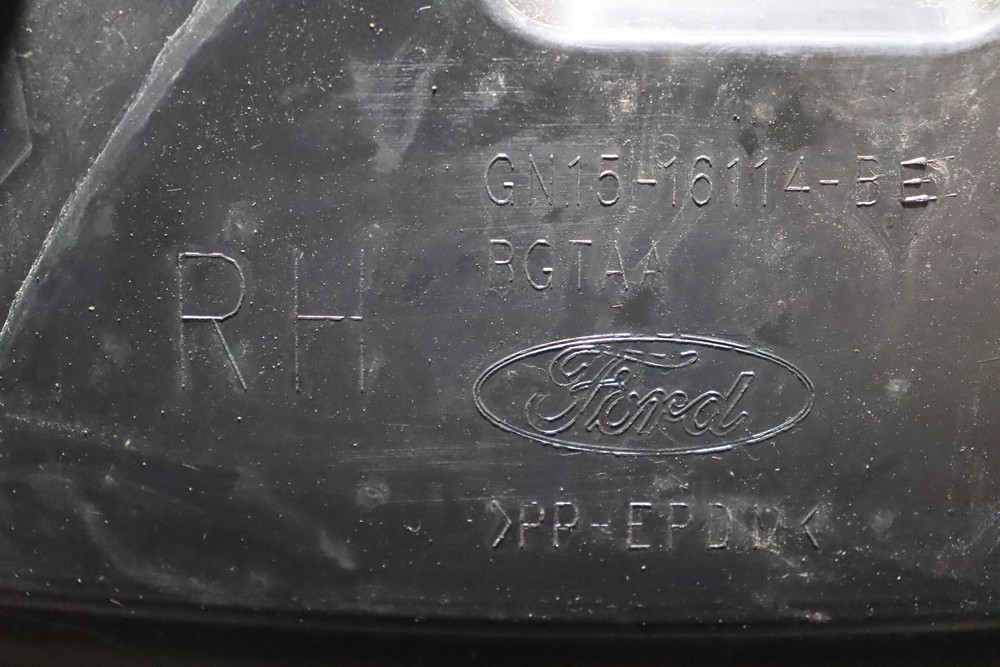 GN15-16114-BE
BGTAA
RH
Ford
>PP-EPDM<